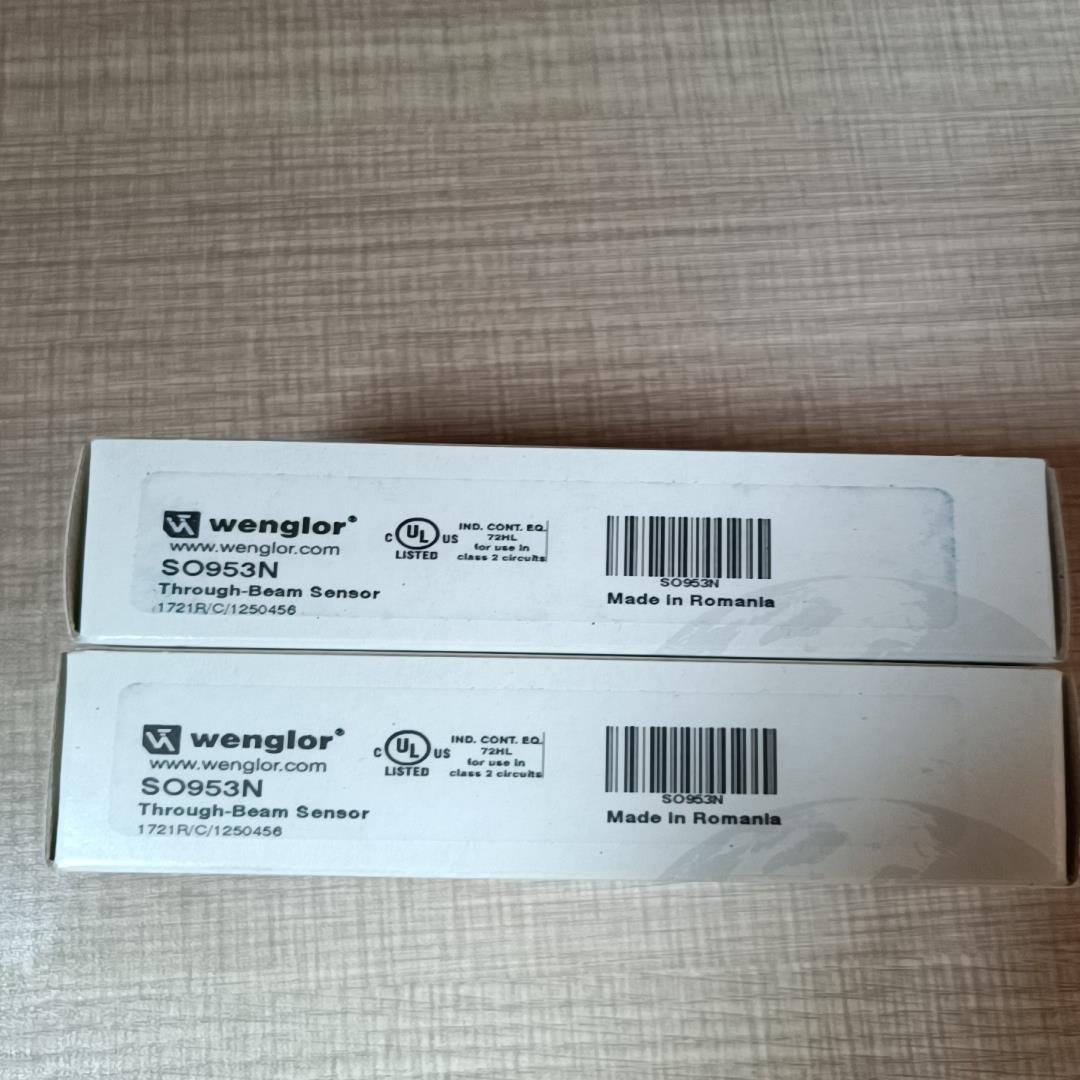 wenglor®
www.wenglor.com
SO953N
Through-Beam Sensor
1721R/C/1250456
C UL US
LISTED
IND. CONT. EQ.
72HL
for use in
class 2 circuits
SO953N
Made in Romania
wenglor®
www.wenglor.com
SO953N
Through-Beam Sensor
1721R/C/1250456
C UL US
LISTED
IND. CONT. EQ.
72HL
for use in
class 2 circuits
SO953N
Made in Romania